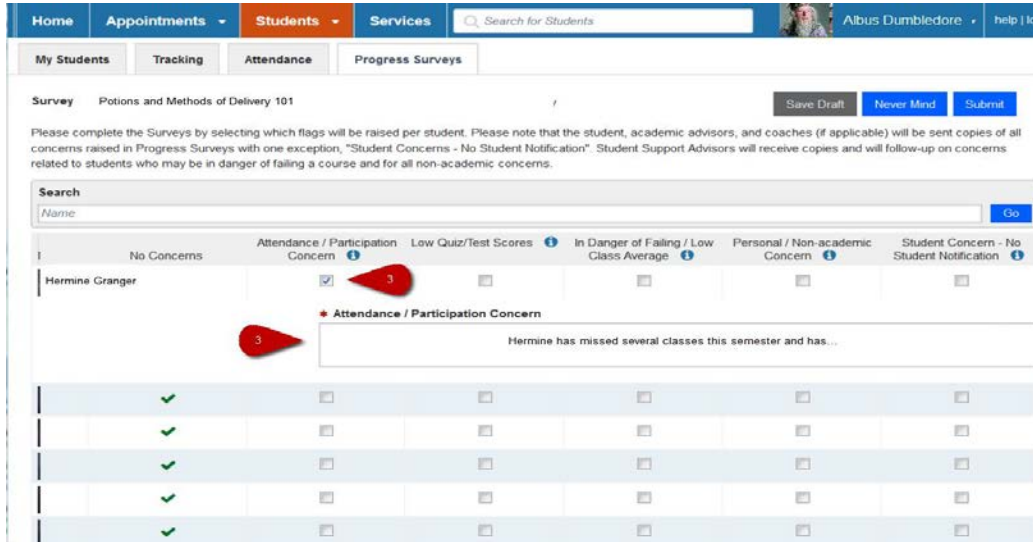 Home Appointments Students Services Search for Students Albus Dumbledore help |
My Students Tracking Attendance Progress Surveys
Survey Potions and Methods of Delivery 101 / Save Draft Never Mind Submit
Please complete the Surveys by selecting which flags will be raised per student. Please note that the student, academic advisors, and coaches (if applicable) will be sent copies of all
concerns raised in Progress Surveys with one exception, "Student Concerns - No Student Notification". Student Support Advisors will receive copies and will follow-up on concerns
related to students who may be in danger of failing a course and for all non-academic concerns.
Search
Name Go
Attendance / Participation Low Quiz/Test Scores In Danger of Failing / Low Personal / Non-academic Student Concern - No
No Concerns Concern Class Average Concern Student Notification
Hermine Granger 3
* Attendance / Participation Concern
3 Hermine has missed several classes this semester and has...